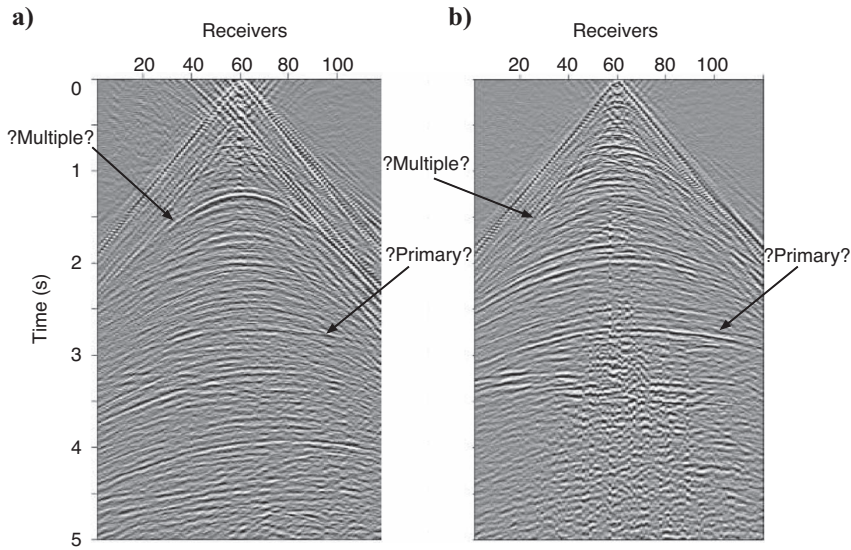 a)
Receivers
20 40 60 80 100
0
1
2
3
4
5
Time (s)
?Multiple?
?Primary?
b)
Receivers
20 40 60 80 100
?Multiple?
?Primary?